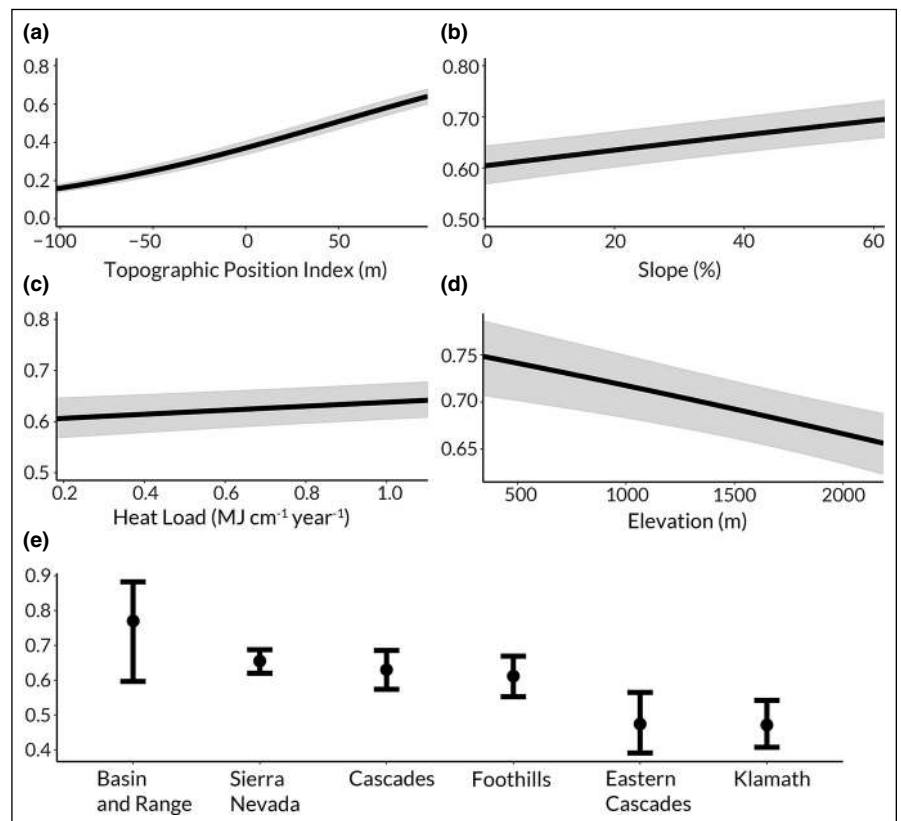 (a)
0.8
0.6
0.4
0.2
0.0
−100 −50 0 50
Topographic Position Index (m)
(b)
0.80
0.70
0.60
0.50
0 20 40 60
Slope (%)
(c)
0.8
0.7
0.6
0.5
0.2 0.4 0.6 0.8 1.0
Heat Load (MJ cm⁻¹ year⁻¹)
(d)
0.75
0.70
0.65
500 1000 1500 2000
Elevation (m)
(e)
0.9
0.8
0.7
0.6
0.5
0.4
Basin and Range
Sierra Nevada
Cascades
Foothills
Eastern Cascades
Klamath